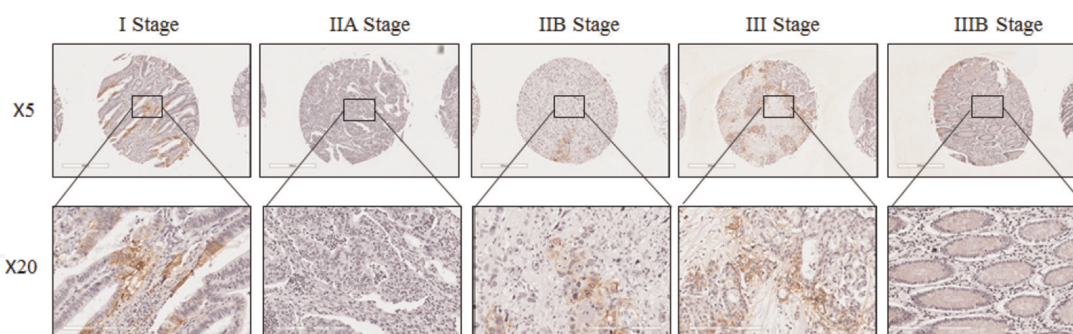 I Stage
IIA Stage
IIB Stage
III Stage
IIIB Stage
X5
X20